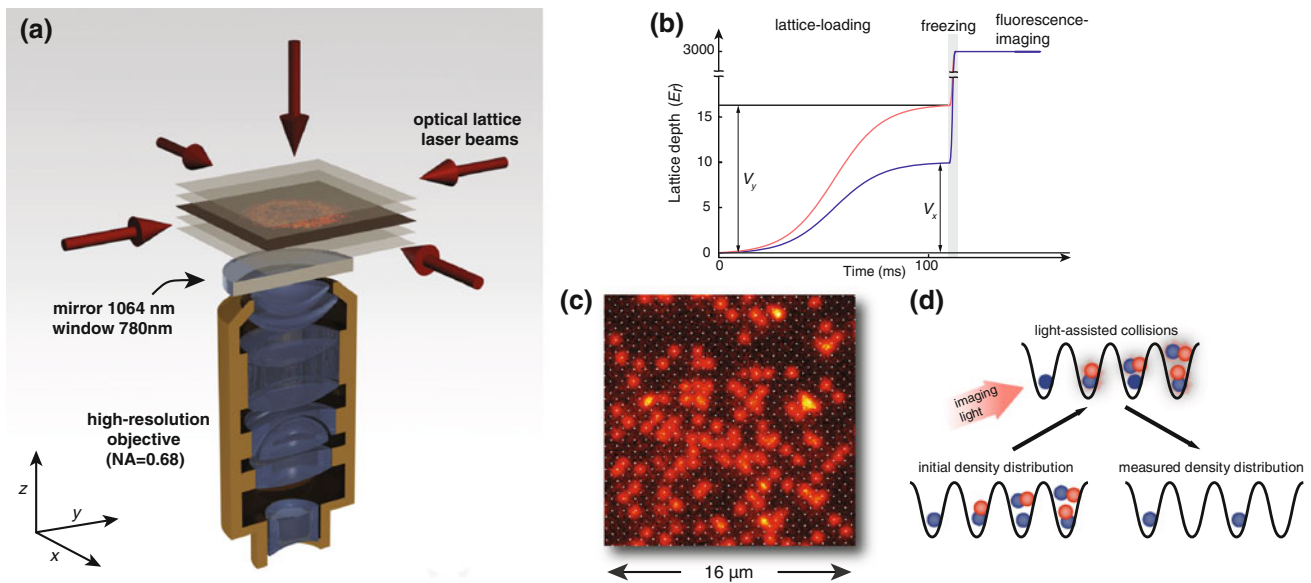 (a)
optical lattice
laser beams
mirror 1064 nm
window 780nm
high-resolution
objective
(NA=0.68)
z
y
x
(b)
lattice-loading
freezing
fluorescence-
imaging
Lattice depth (Er)
3000
15
10
5
0
Vy
Vx
0
100
Time (ms)
(c)
16 μm
(d)
light-assisted collisions
imaging
light
initial density distribution
measured density distribution